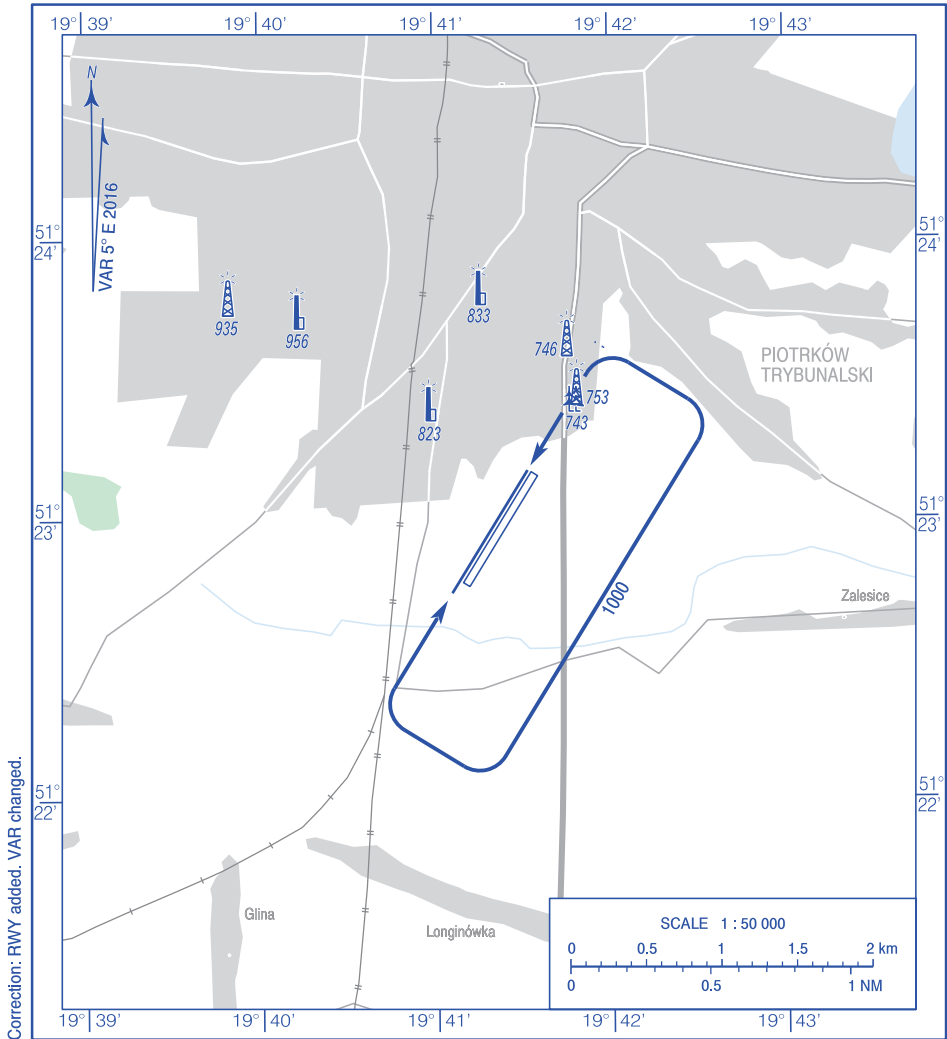 19° 39' 19° 40' 19° 41' 19° 42' 19° 43'
N
VAR 5° E 2016
51°
24'
51°
24'
935
956
833
746
823
753
743
PIOTRKÓW
TRYBUNALSKI
51°
23'
51°
23'
1000
Zalesice
51°
22'
51°
22'
Glina
Longinówka
SCALE 1 : 50 000
0 0.5 1 1.5 2 km
0 0.5 1 NM
19° 39' 19° 40' 19° 41' 19° 42' 19° 43'
Correction: RWY added. VAR changed.